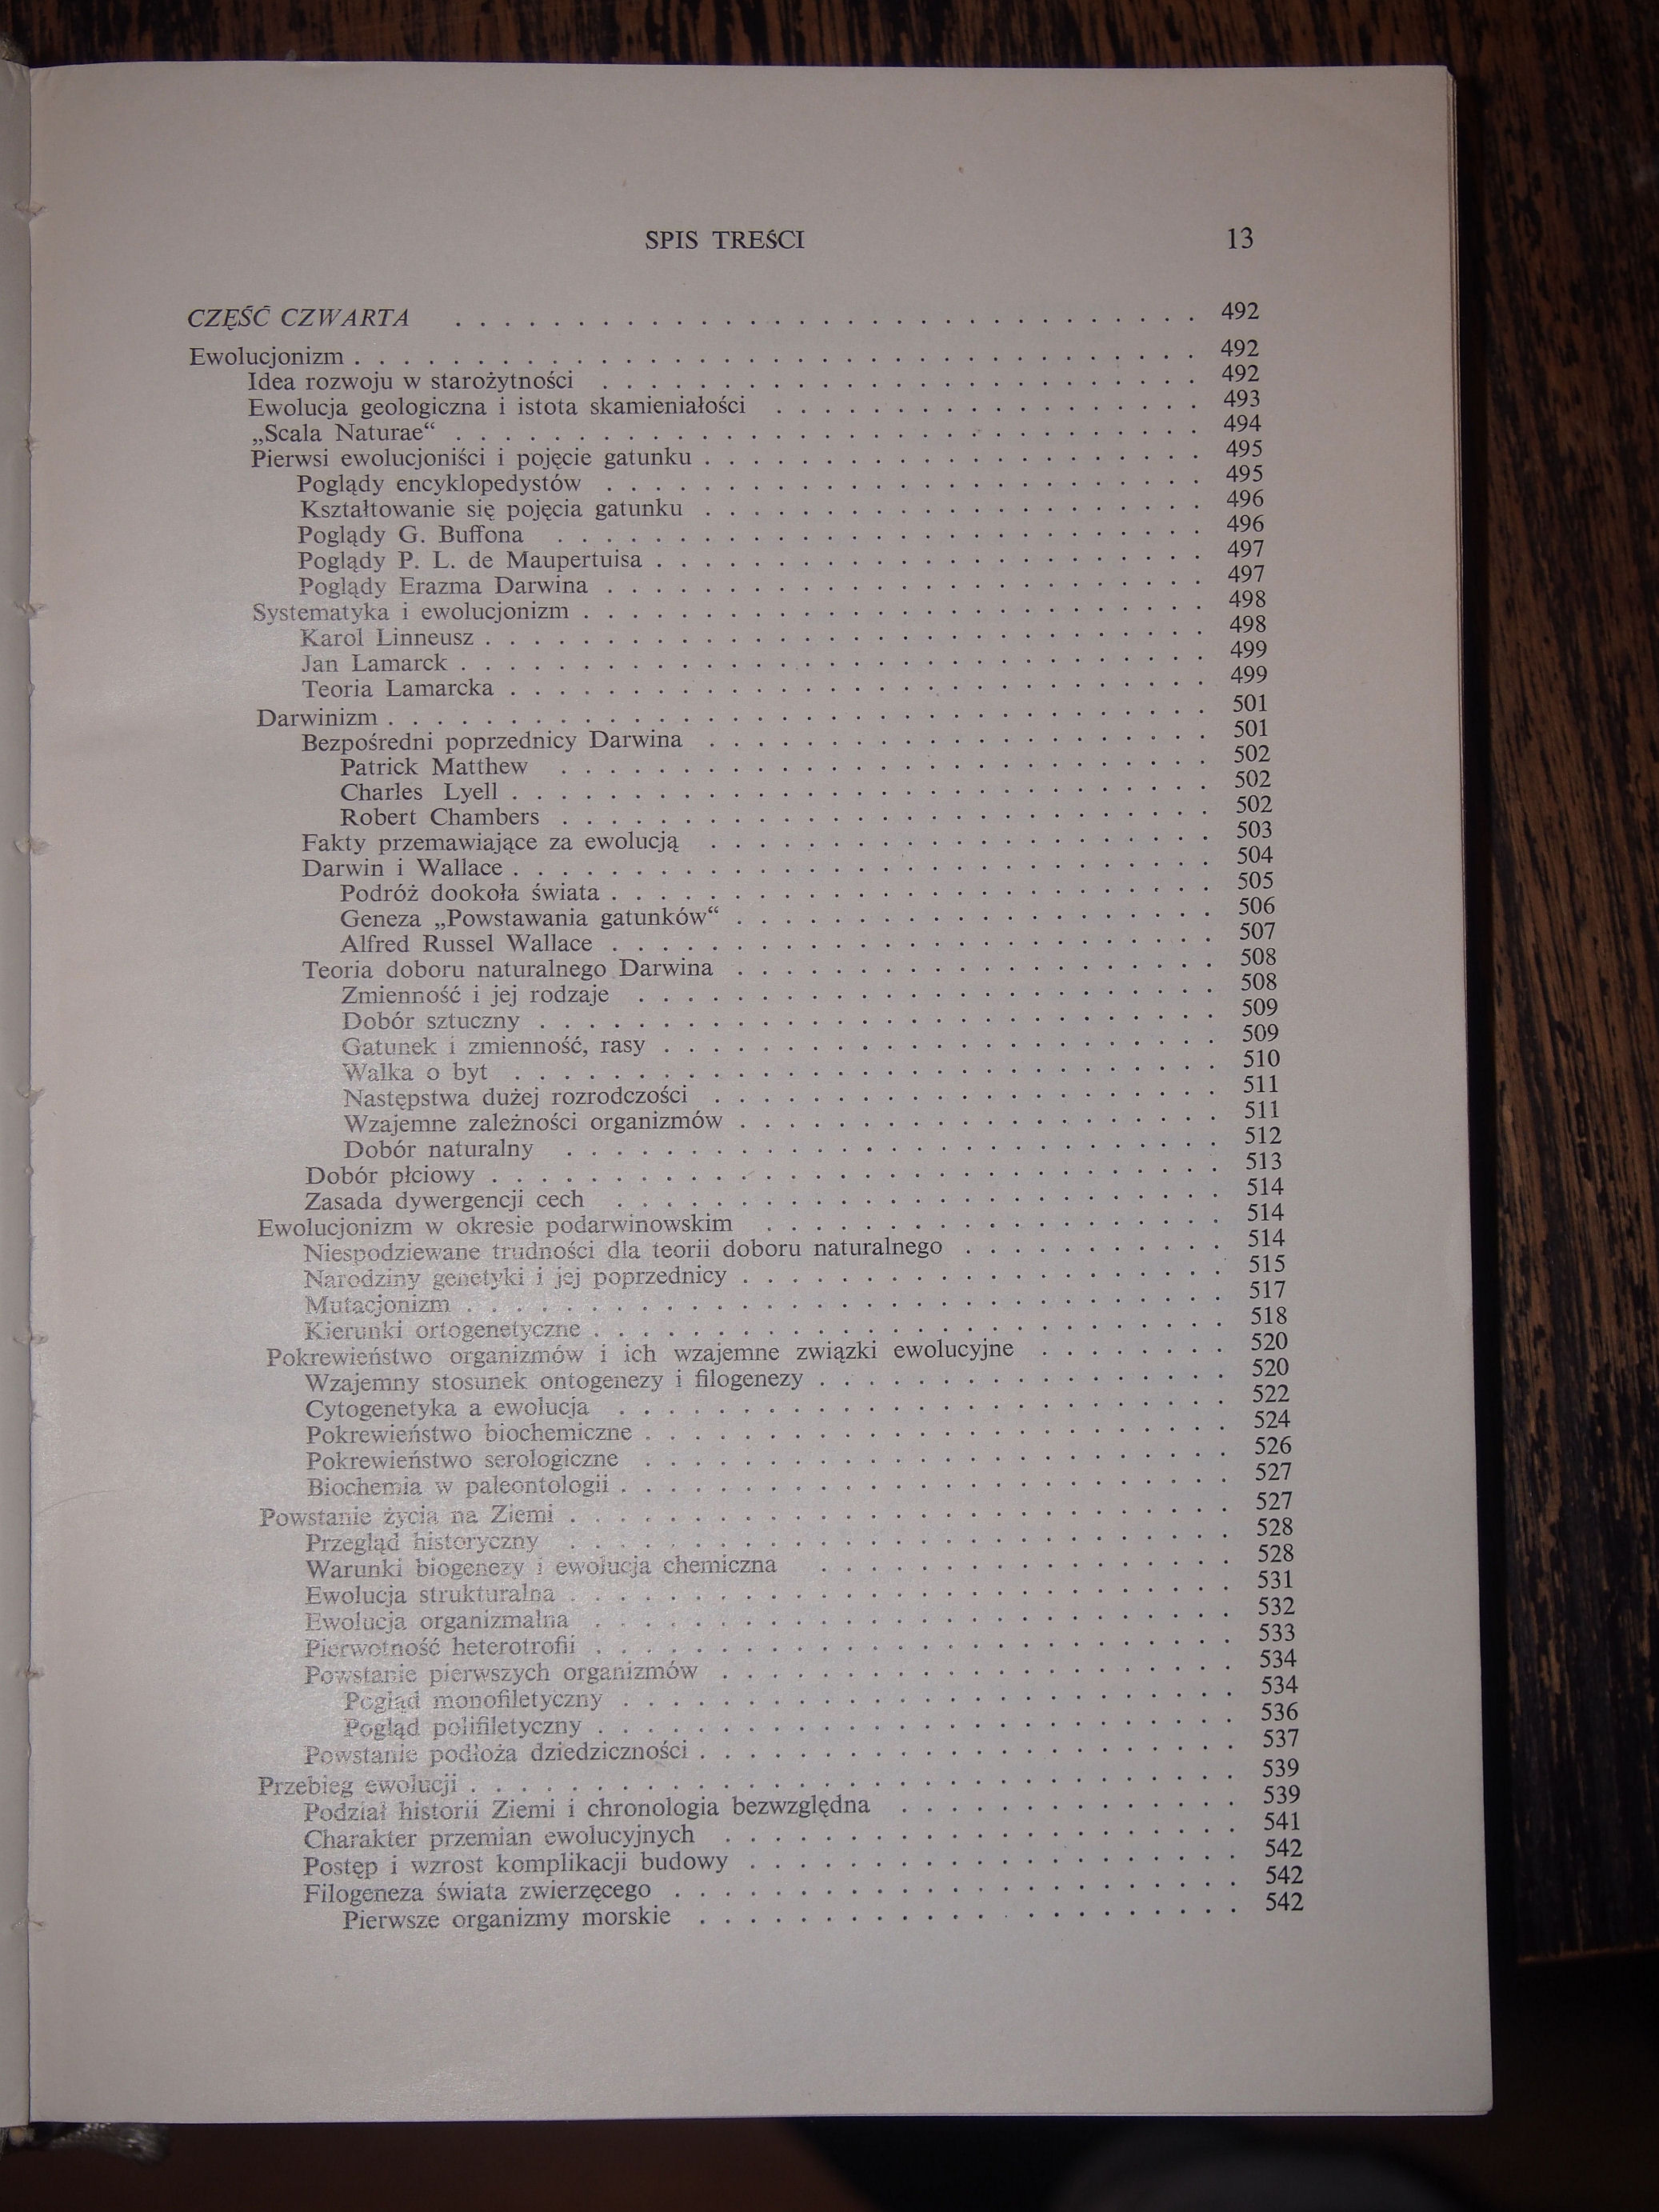 SPIS TREŚCI 13
CZĘŚĆ CZWARTA 492
Ewolucjonizm 492
Idea rozwoju w starożytności 492
Ewolucja geologiczna i istota skamieniałości 493
„Scala Naturae“ 494
Pierwsi ewolucjoniści i pojęcie gatunku 495
Poglądy encyklopedystów 495
Kształtowanie się pojęcia gatunku 496
Poglądy G. Buffona 496
Poglądy P. L. de Maupertuisa 497
Poglądy Erazma Darwina 497
Systematyka i ewolucjonizm 498
Karol Linneusz 498
Jan Lamarck 499
Teoria Lamarcka 499
Darwinizm 501
Bezpośredni poprzednicy Darwina 501
Patrick Matthew 502
Charles Lyell 502
Robert Chambers 502
Fakty przemawiające za ewolucją 503
Darwin i Wallace 504
Podróż dookoła świata 505
Geneza „Powstawania gatunków“ 506
Alfred Russel Wallace 507
Teoria doboru naturalnego Darwina 508
Zmienność i jej rodzaje 508
Dobór sztuczny 509
Gatunek i zmienność, rasy 509
Walka o byt 510
Następstwa dużej rozrodczości 511
Wzajemne zależności organizmów 511
Dobór naturalny 512
Dobór płciowy 513
Zasada dywergencji cech 514
Ewolucjonizm w okresie podarwinowskim 514
Niespodziewane trudności dla teorii doboru naturalnego 514
Narodziny genetyki i jej poprzednicy 515
Mutacjonizm 517
Kierunki ortogenetyczne 518
Pokrewieństwo organizmów i ich wzajemne związki ewolucyjne 520
Wzajemny stosunek ontogenezy i filogenezy 520
Cytogenetyka a ewolucja 522
Pokrewieństwo biochemiczne 524
Pokrewieństwo serologiczne 526
Biochemia w paleontologii 527
Powstanie życia na Ziemi 527
Przegląd historyczny 528
Warunki biogenezy i ewolucja chemiczna 528
Ewolucja strukturalna 531
Ewolucja organizmalna 532
Pierwotność heterotrofii 533
Powstanie pierwszych organizmów 534
Pogląd monofiletyczny 534
Pogląd polifiletyczny 536
Powstanie podłoża dziedziczności 537
Przebieg ewolucji 539
Podział historii Ziemi i chronologia bezwzględna 539
Charakter przemian ewolucyjnych 541
Postęp i wzrost komplikacji budowy 542
Filogeneza świata zwierzęcego 542
Pierwsze organizmy morskie 542